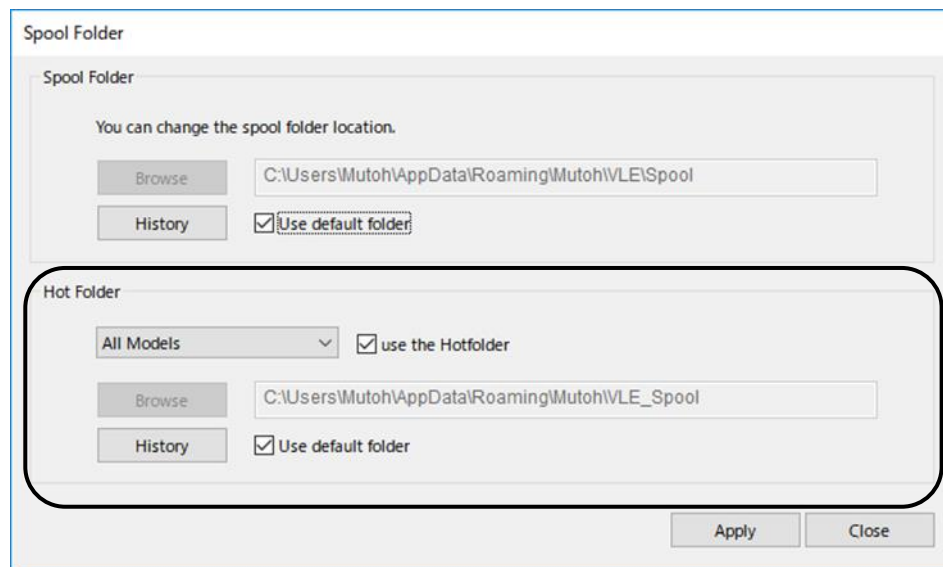 Spool Folder
Spool Folder
You can change the spool folder location.
Browse
C:\Users\Mutoh\AppData\Roaming\Mutoh\VLE\Spool
History
Use default folder
Hot Folder
All Models
use the Hotfolder
Browse
C:\Users\Mutoh\AppData\Roaming\Mutoh\VLE_Spool
History
Use default folder
Apply
Close